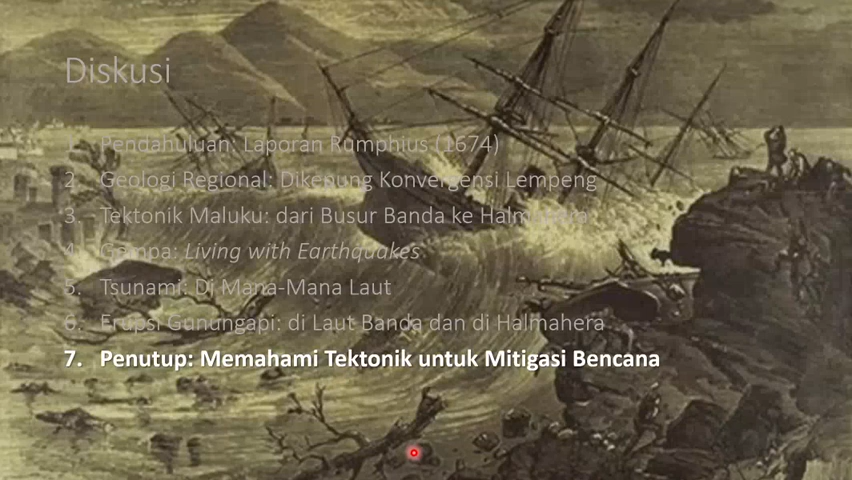 Diskusi
1. Pendahuluan: Laporan Rumphius (1674)
2. Geologi Regional: Dikepung Konvergensi Lempeng
3. Tektonik Maluku: dari Busur Banda ke Halmahera
4. Gempa: Living with Earthquakes
5. Tsunami: Di Mana-Mana Laut
6. Erupsi Gunungapi: di Laut Banda dan di Halmahera
7. Penutup: Memahami Tektonik untuk Mitigasi Bencana